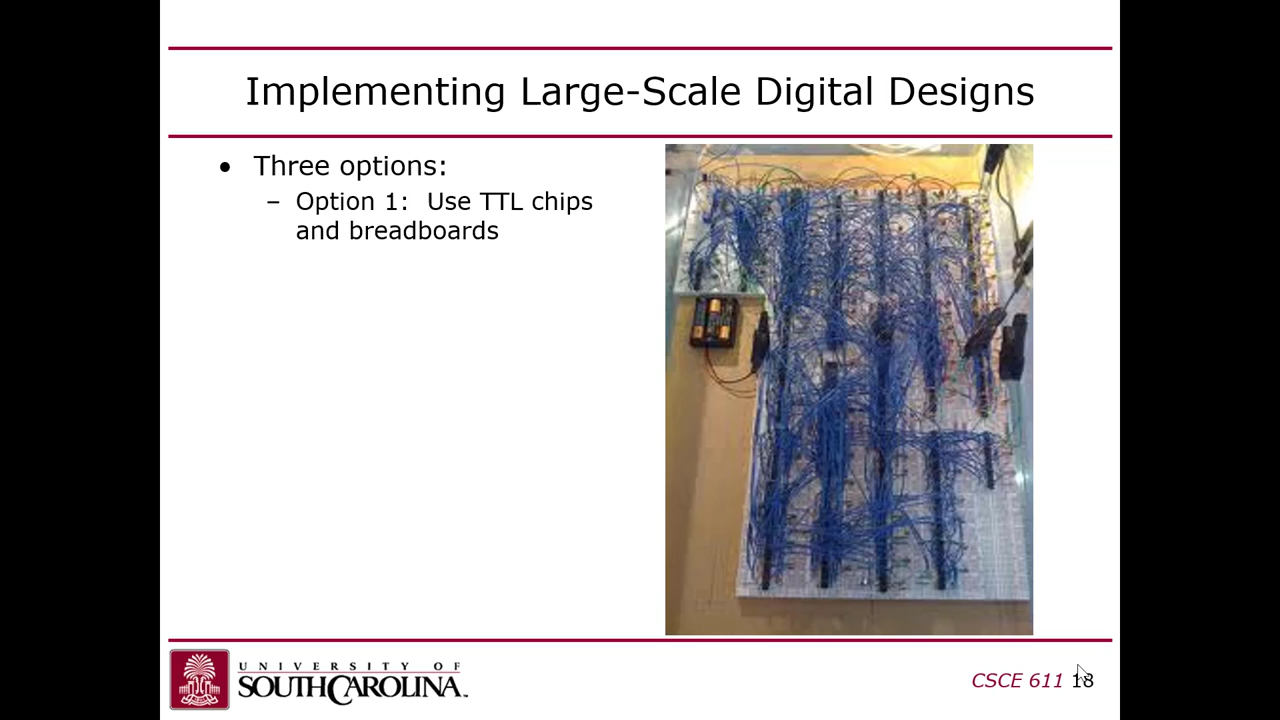 Implementing Large-Scale Digital Designs
• Three options:
– Option 1: Use TTL chips
and breadboards
UNIVERSITY OF
SOUTH CAROLINA™
CSCE 611 18